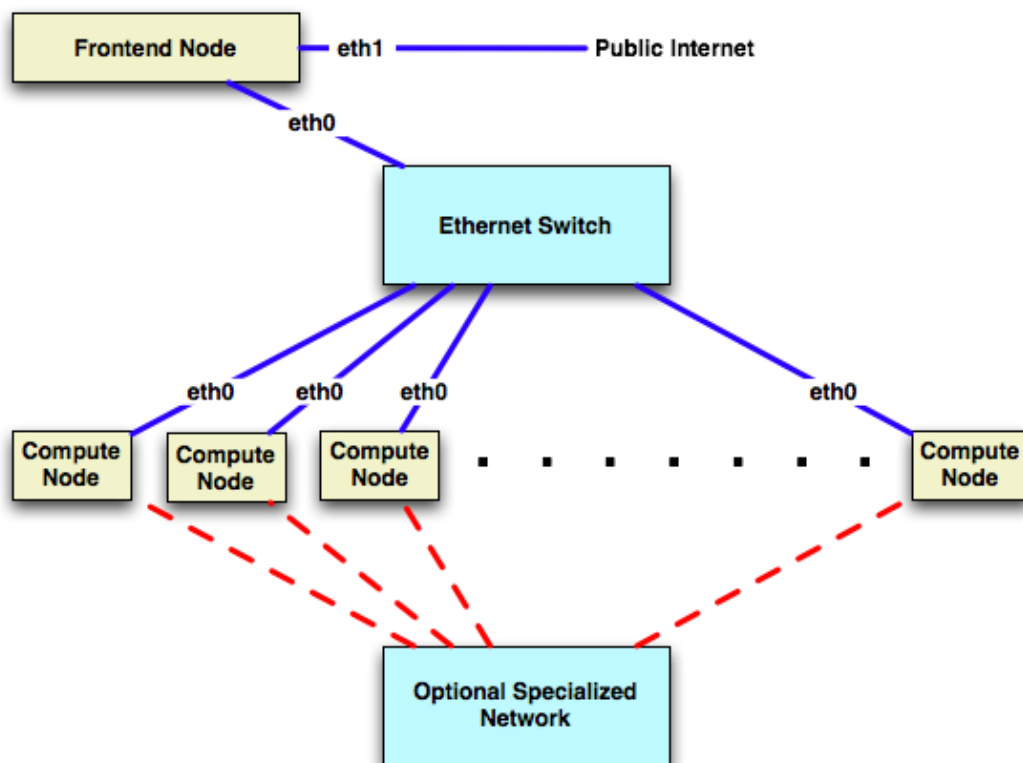 Frontend Node
eth1
Public Internet
eth0
Ethernet Switch
eth0
eth0
eth0
eth0
Compute
Node
Compute
Node
Compute
Node
Compute
Node
Optional Specialized
Network